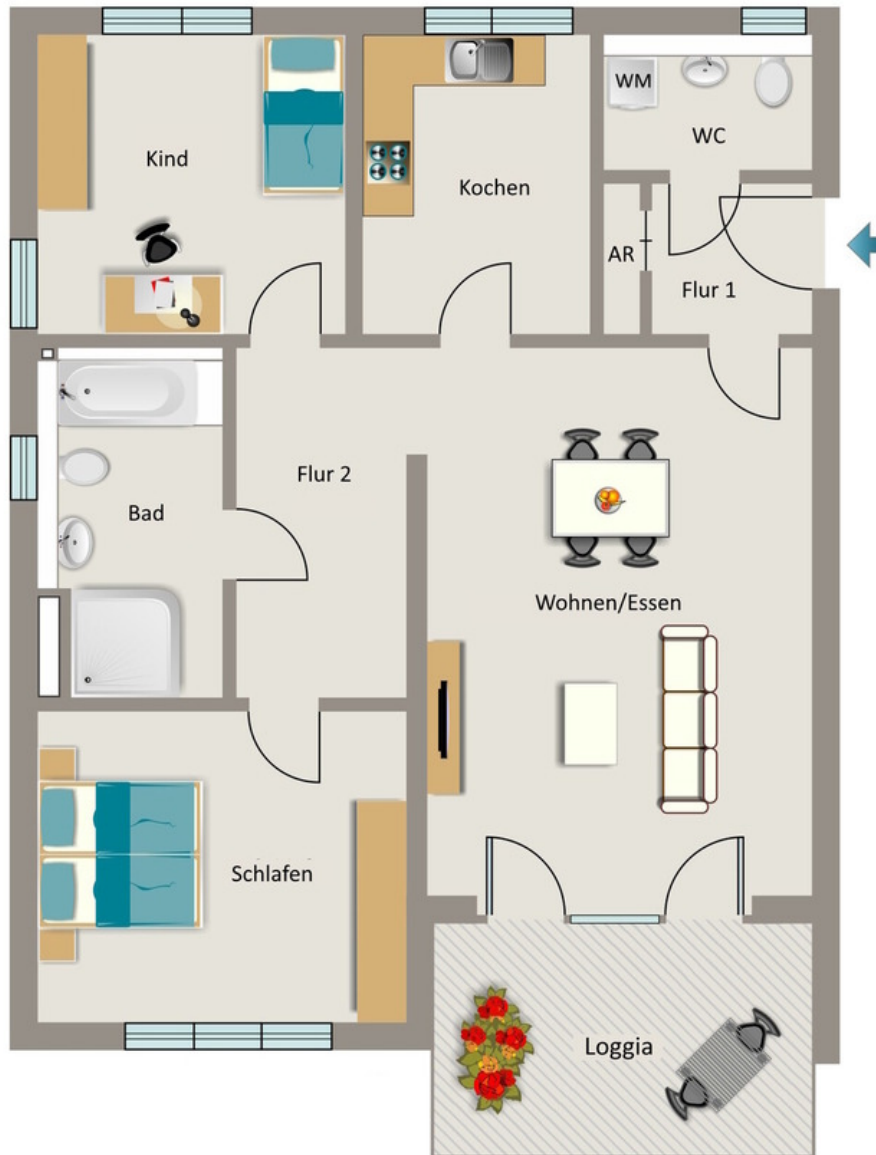 WM
WC
Kind
Kochen
AR
Flur 1
Flur 2
Bad
Wohnen/Essen
Schlafen
Loggia